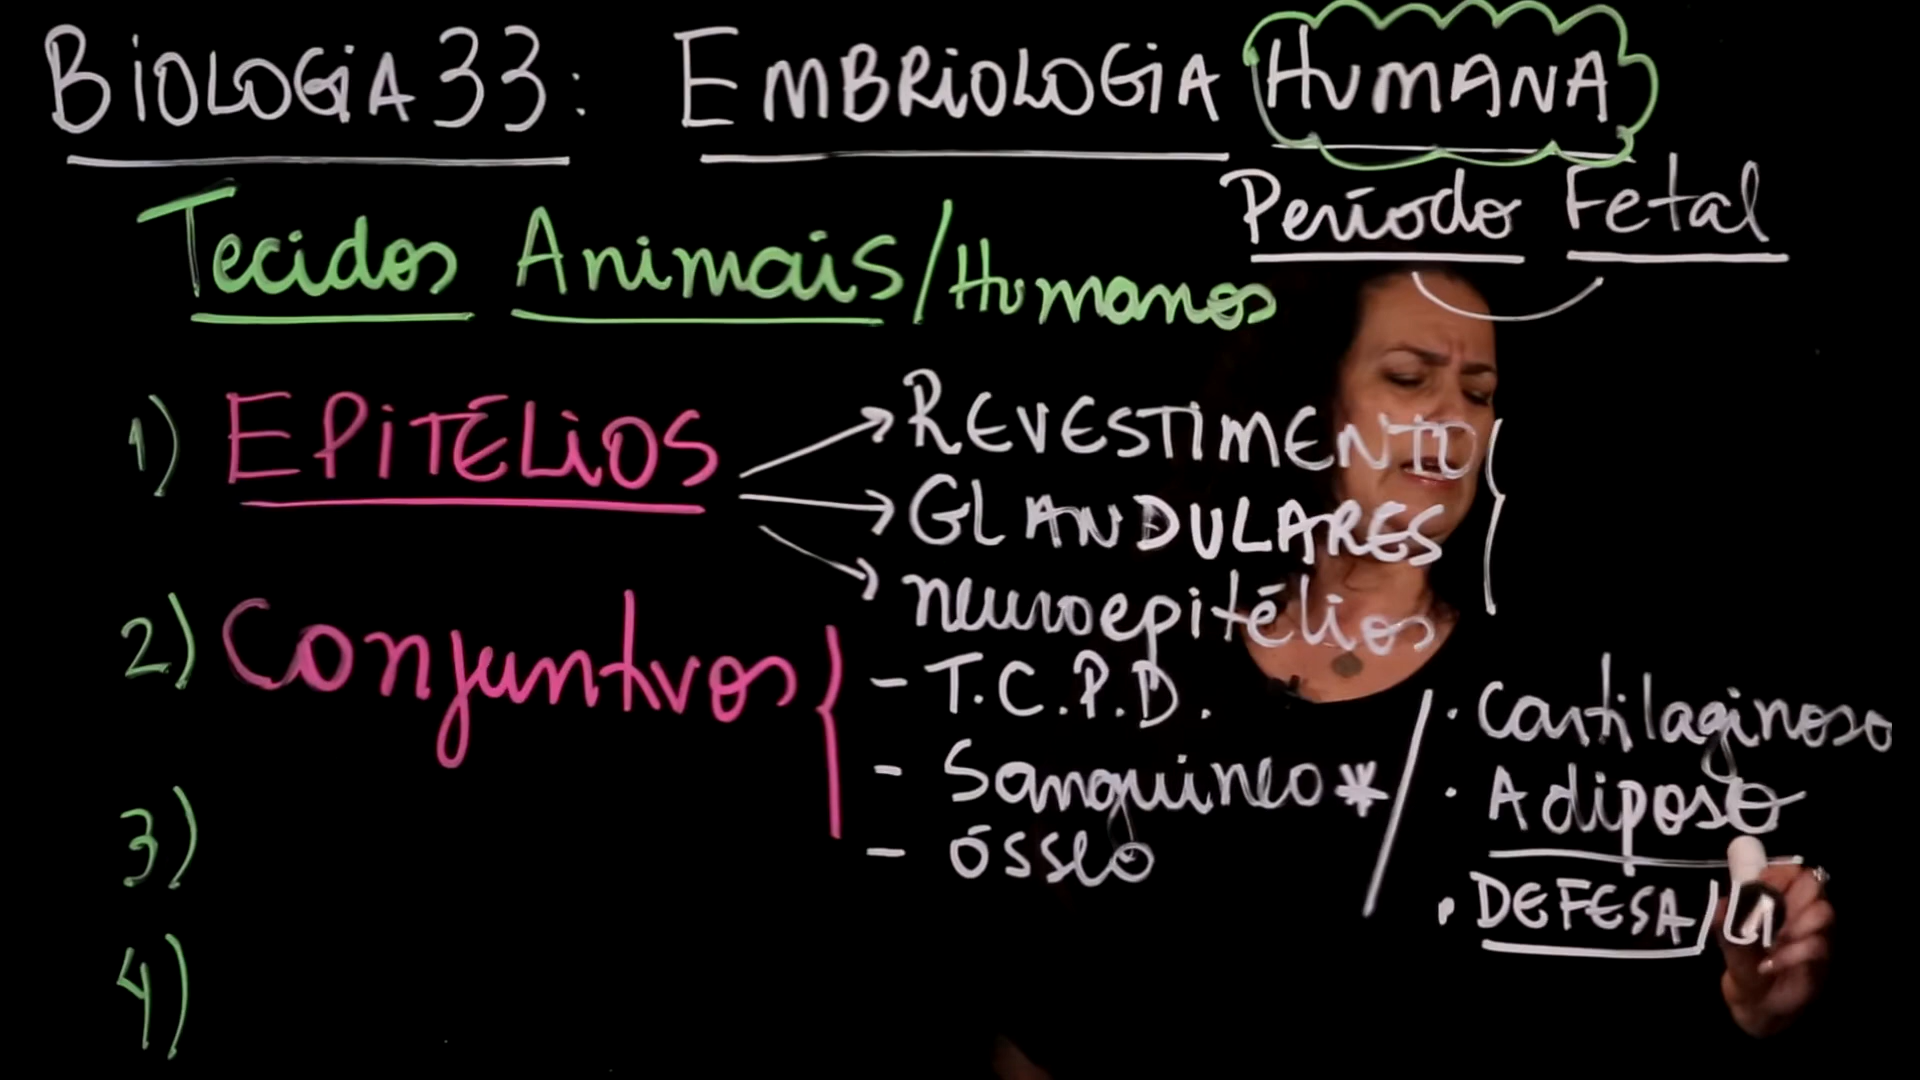 BIOLOGIA 33: EMBRIOLOGIA HUMANA
Período Fetal
Tecidos Animais/Humanos
1) EPITÉLIOS
REVESTIMENTO
GLANDULARES
neuroepitélios
2) Conjuntivos
- T.C.P.D.
- Sanguíneo*
- ósseo
• Cartilaginoso
• Adiposo
• DEFESA/
3)
4)